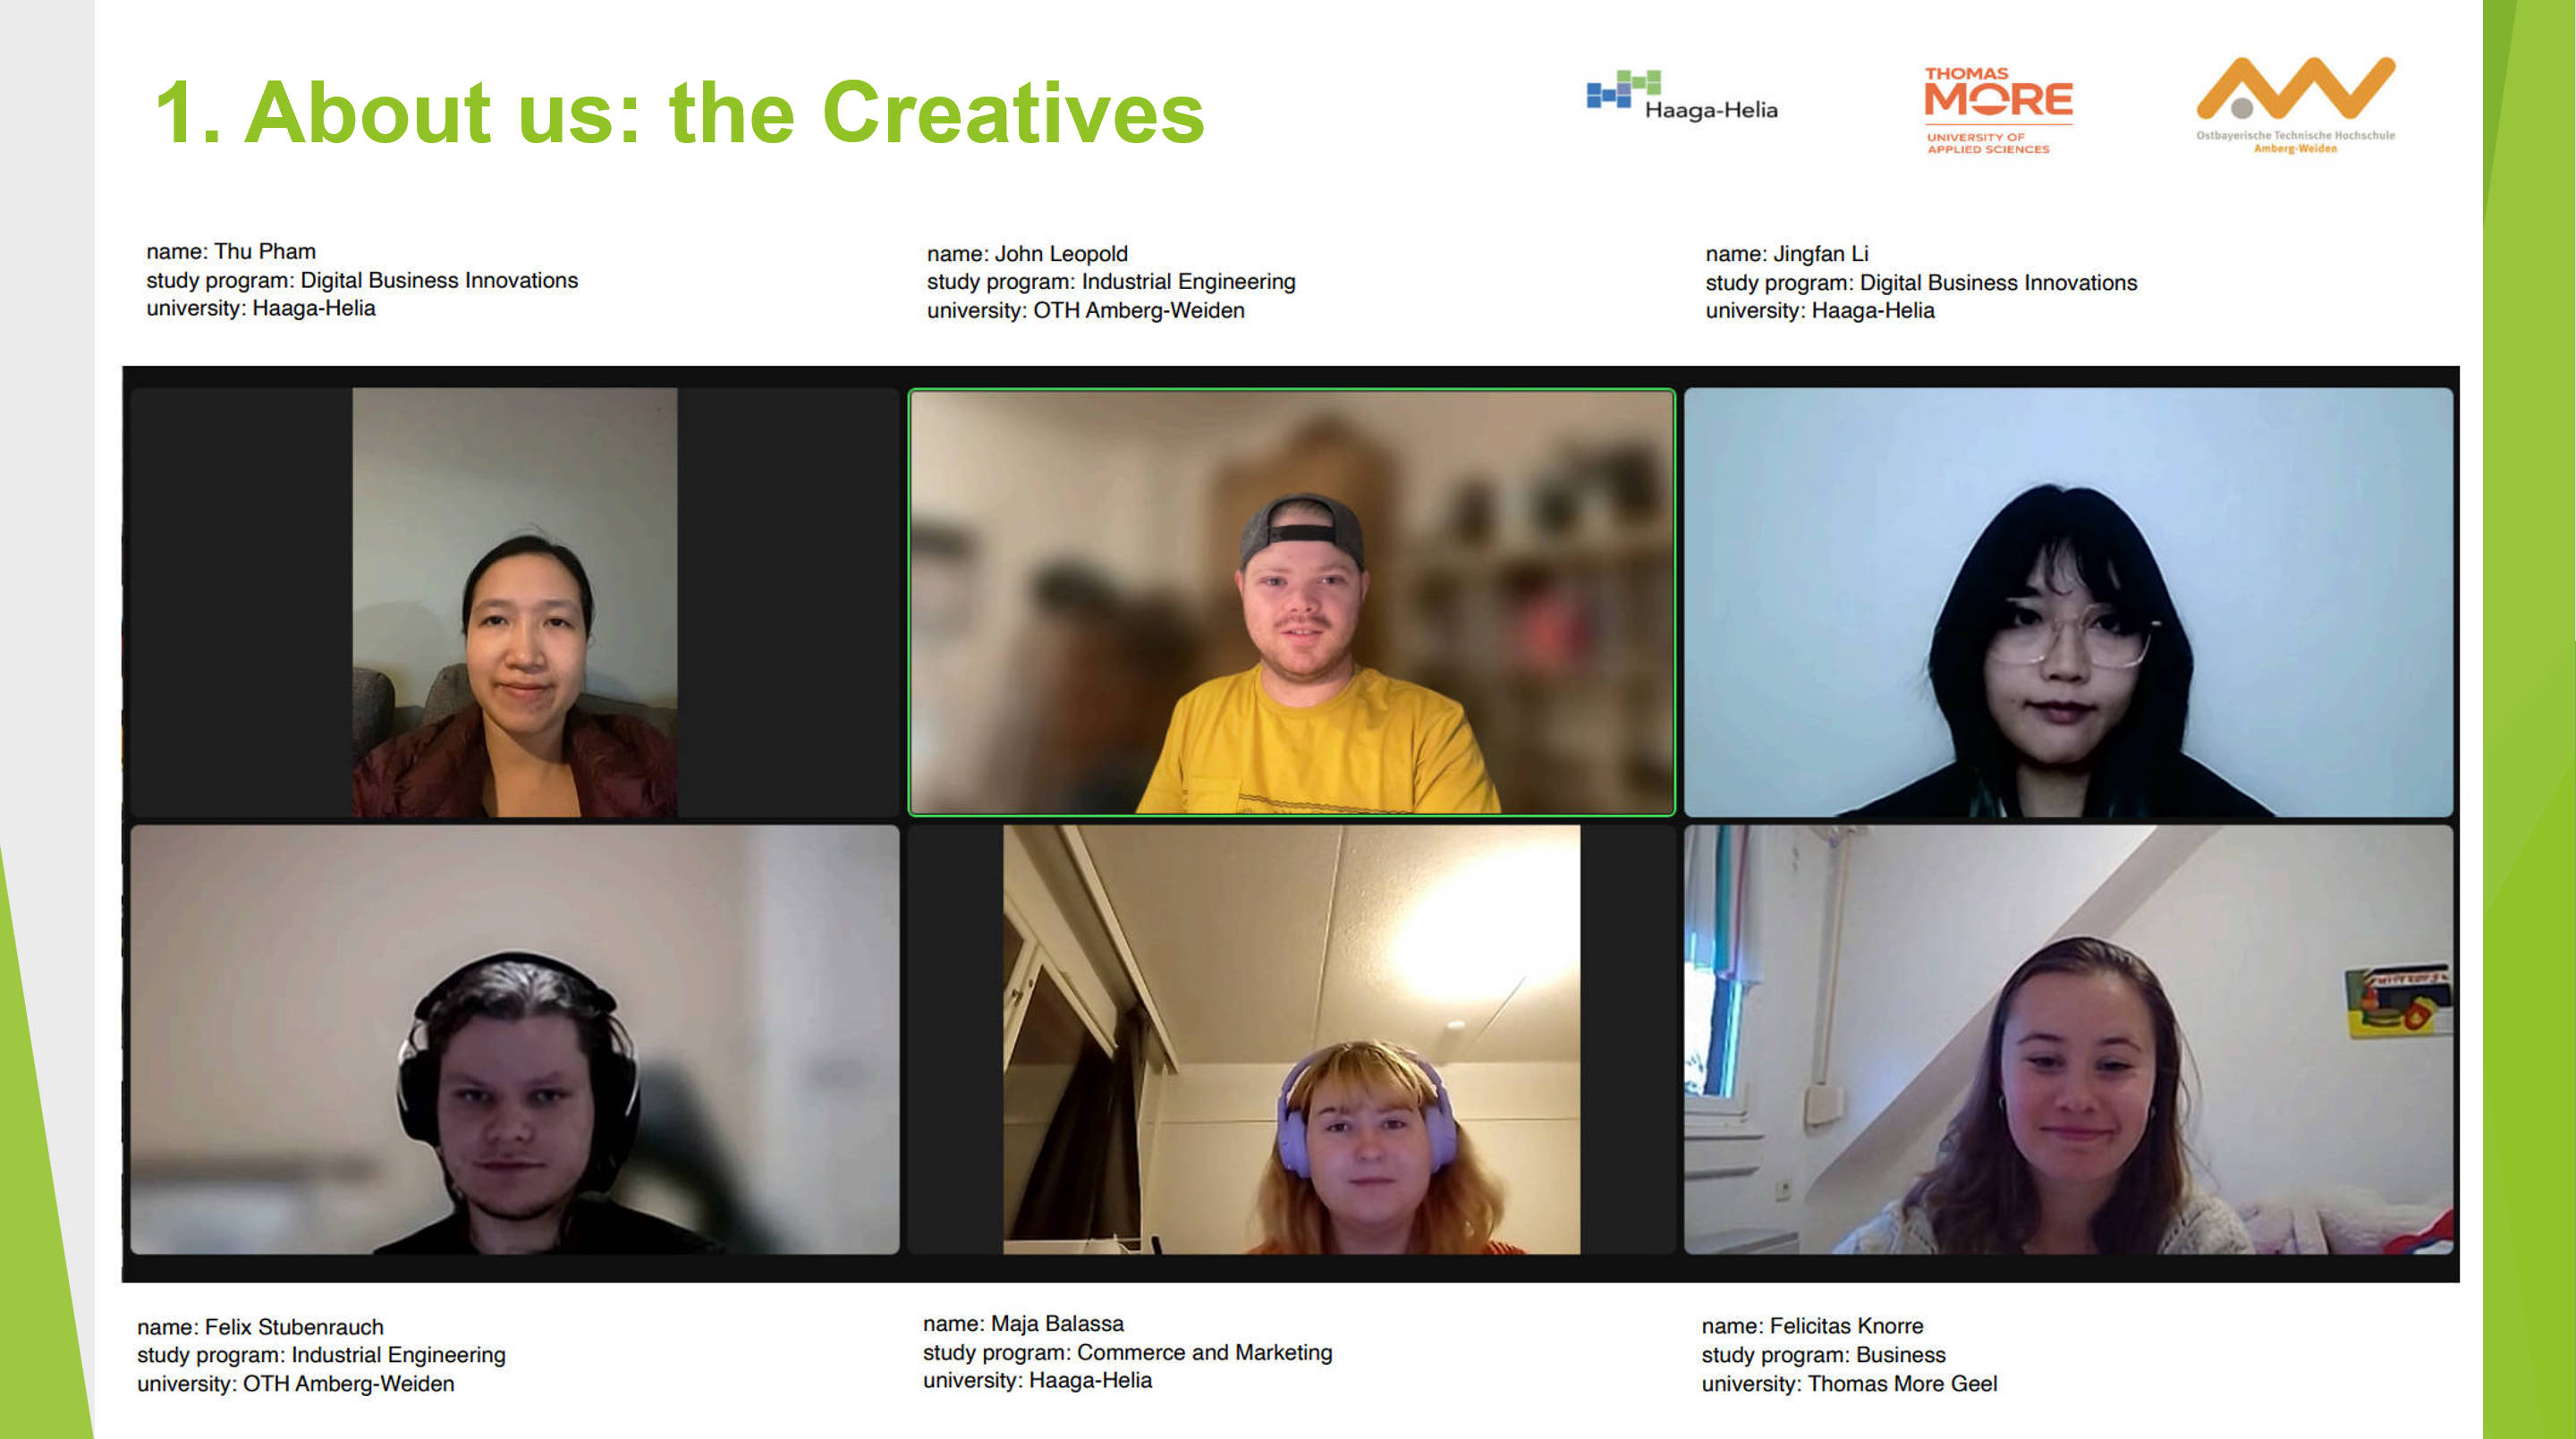 1. About us: the Creatives
Haaga-Helia
THOMAS
MORE
UNIVERSITY OF
APPLIED SCIENCES
Ostbayerische Technische Hochschule
Amberg-Weiden
name: Thu Pham
study program: Digital Business Innovations
university: Haaga-Helia
name: John Leopold
study program: Industrial Engineering
university: OTH Amberg-Weiden
name: Jingfan Li
study program: Digital Business Innovations
university: Haaga-Helia
name: Felix Stubenrauch
study program: Industrial Engineering
university: OTH Amberg-Weiden
name: Maja Balassa
study program: Commerce and Marketing
university: Haaga-Helia
name: Felicitas Knorre
study program: Business
university: Thomas More Geel